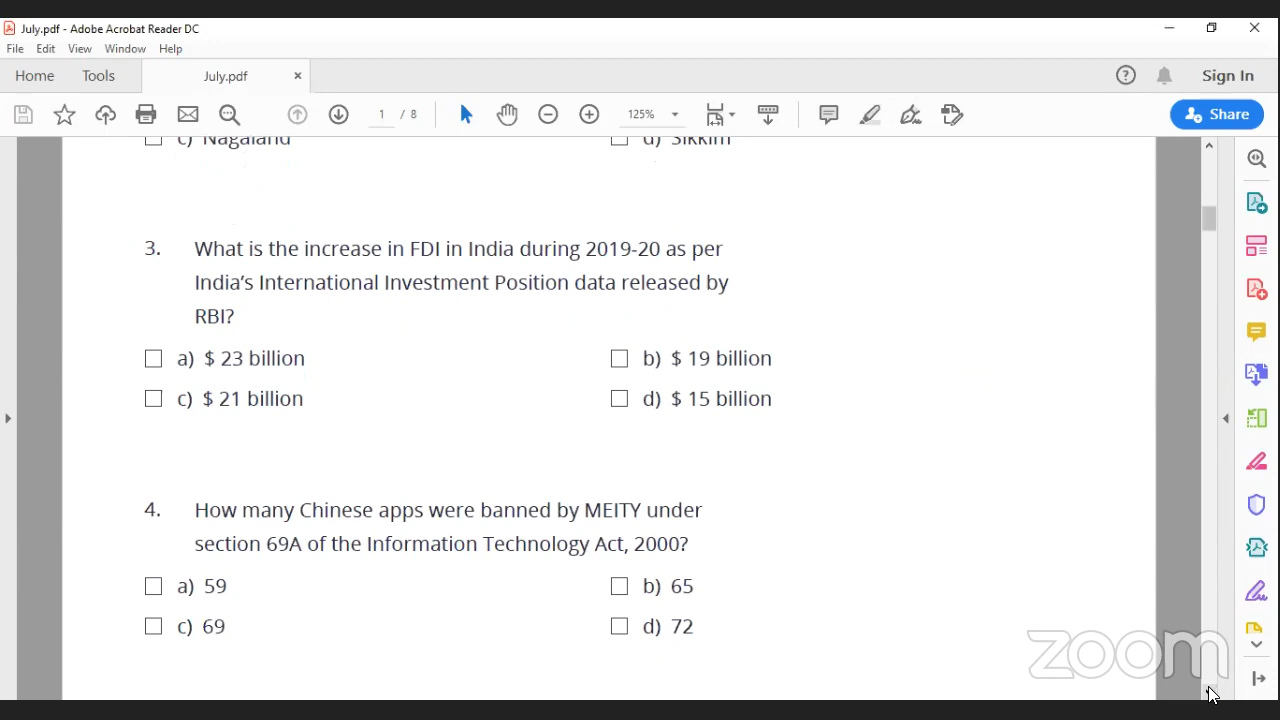 July.pdf - Adobe Acrobat Reader DC
File Edit View Window Help
Home Tools July.pdf × Sign In
1 / 8 125% Share
c) Nagaland d) Sikkim
3. What is the increase in FDI in India during 2019-20 as per
India’s International Investment Position data released by
RBI?
a) $ 23 billion b) $ 19 billion
c) $ 21 billion d) $ 15 billion
4. How many Chinese apps were banned by MEITY under
section 69A of the Information Technology Act, 2000?
a) 59 b) 65
c) 69 d) 72
zoom